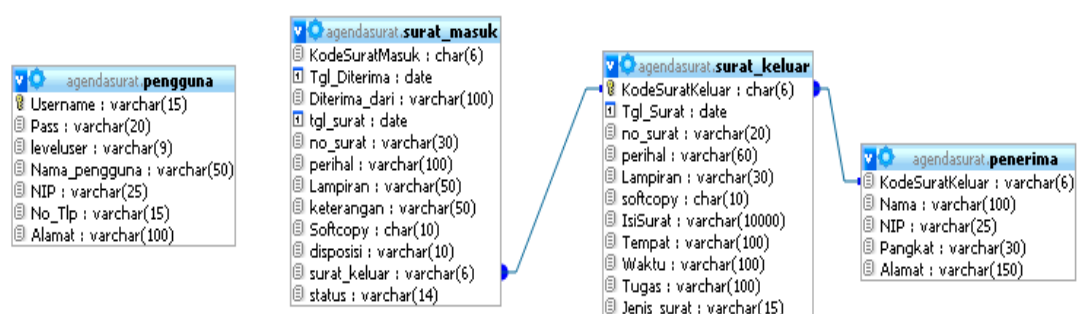 agendasurat.pengguna
Username : varchar(15)
Pass : varchar(20)
leveluser : varchar(9)
Nama_pengguna : varchar(50)
NIP : varchar(25)
No_Tlp : varchar(15)
Alamat : varchar(100)
agendasurat.surat_masuk
KodeSuratMasuk : char(6)
Tgl_Diterima : date
Diterima_dari : varchar(100)
tgl_surat : date
no_surat : varchar(30)
perihal : varchar(100)
Lampiran : varchar(50)
keterangan : varchar(50)
Softcopy : char(10)
disposisi : varchar(10)
surat_keluar : varchar(6)
status : varchar(14)
agendasurat.surat_keluar
KodeSuratKeluar : char(6)
Tgl_Surat : date
no_surat : varchar(20)
perihal : varchar(60)
Lampiran : varchar(30)
softcopy : char(10)
IsiSurat : varchar(10000)
Tempat : varchar(100)
Waktu : varchar(100)
Tugas : varchar(100)
Jenis_surat : varchar(15)
agendasurat.penerima
KodeSuratKeluar : varchar(6)
Nama : varchar(100)
NIP : varchar(25)
Pangkat : varchar(30)
Alamat : varchar(150)